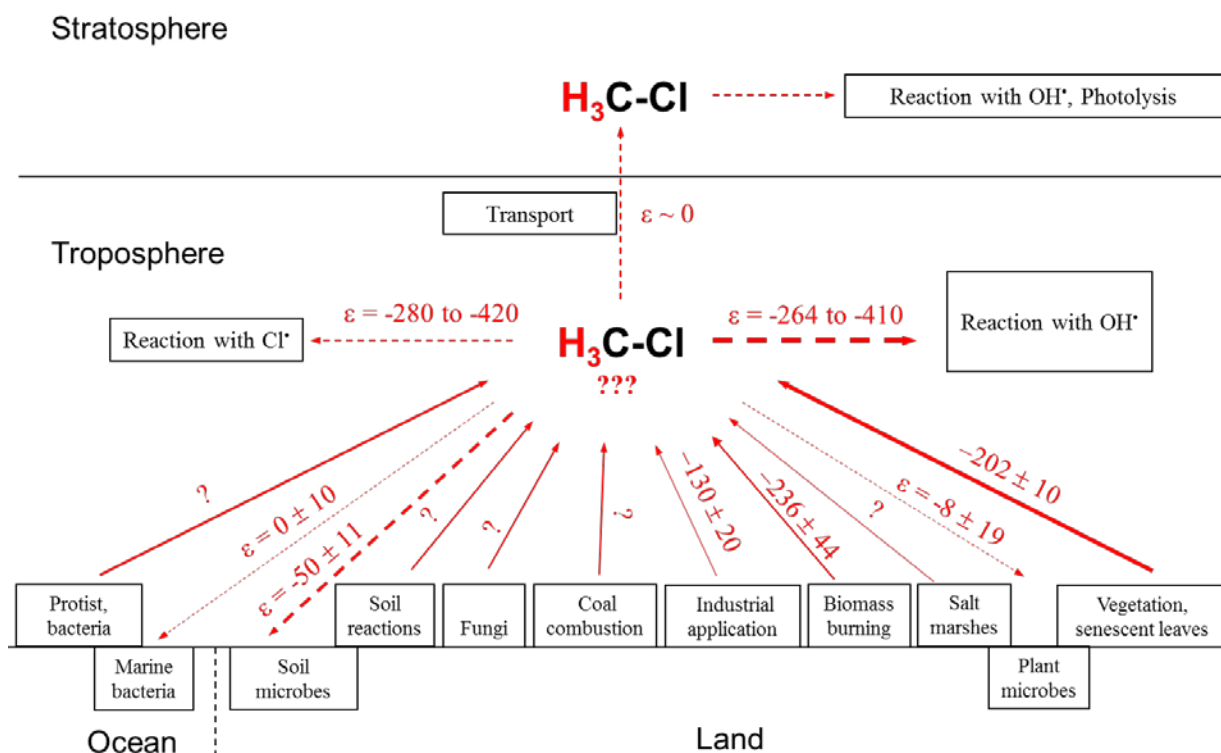 Stratosphere
H₃C-Cl
Reaction with OH•, Photolysis
Transport
ε ~ 0
Troposphere
ε = -280 to -420
ε = -264 to -410
Reaction with Cl•
H₃C-Cl
Reaction with OH•
???
?
ε = 0 ± 10
ε = -50 ± 11
?
?
?
−130 ± 20
−236 ± 44
?
ε = -8 ± 19
−202 ± 10
Protist,
bacteria
Soil
reactions
Fungi
Coal
combustion
Industrial
application
Biomass
burning
Salt
marshes
Vegetation,
senescent leaves
Marine
bacteria
Soil
microbes
Plant
microbes
Ocean
Land